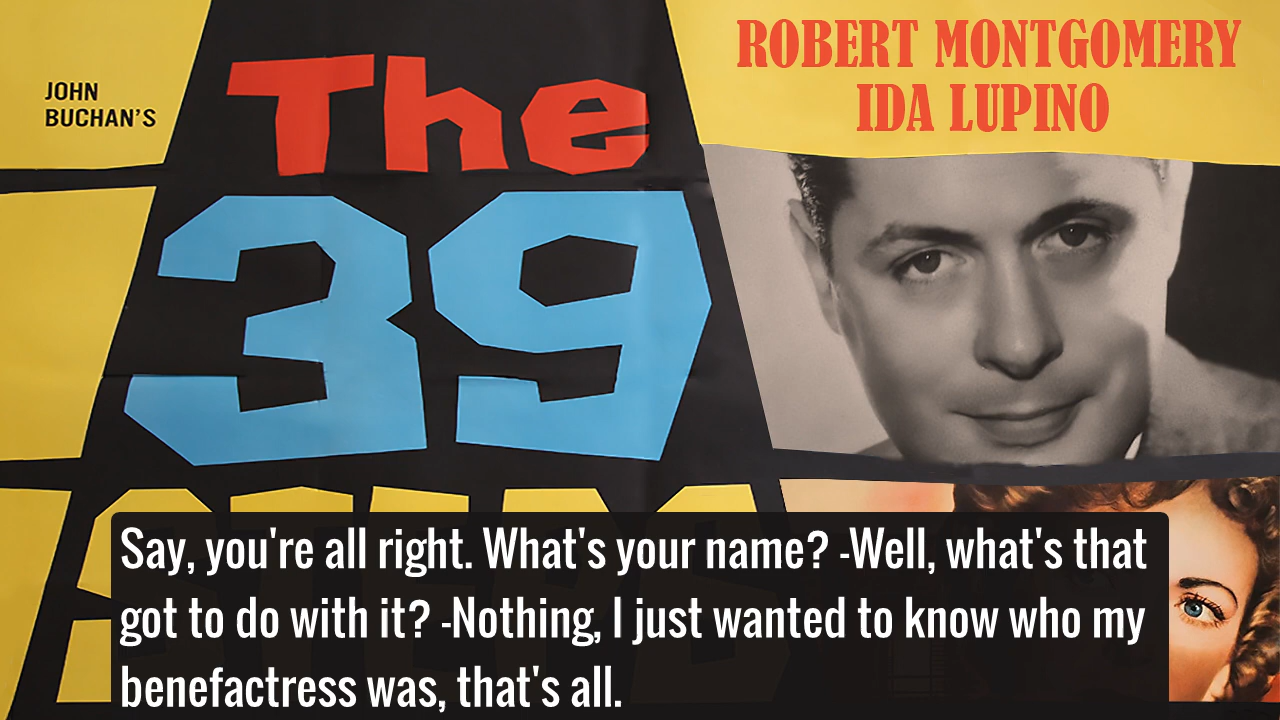 JOHN
BUCHAN'S
The
39
STEPS
ROBERT MONTGOMERY
IDA LUPINO
Say, you're all right. What's your name? -Well, what's that
got to do with it? -Nothing, I just wanted to know who my
benefactress was, that's all.